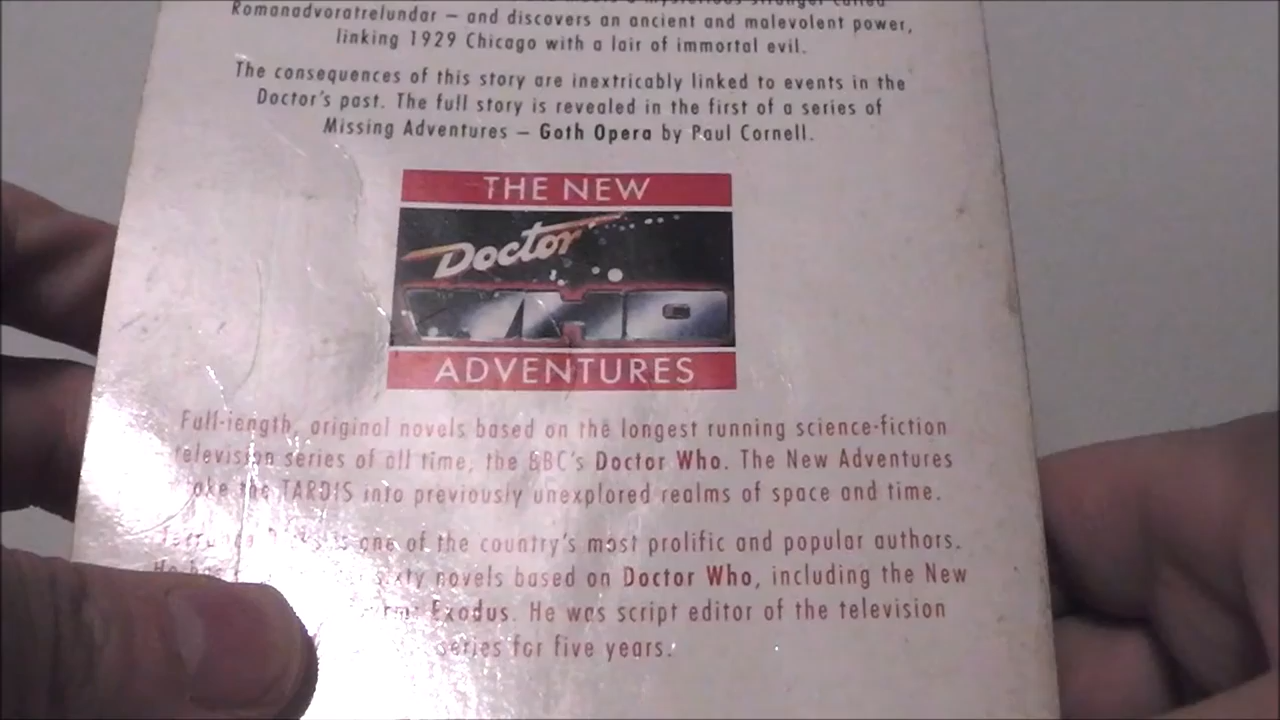 Romanadvoratrelundar – and discovers an ancient and malevolent power,
linking 1929 Chicago with a lair of immortal evil.
The consequences of this story are inextricably linked to events in the
Doctor's past. The full story is revealed in the first of a series of
Missing Adventures – Goth Opera by Paul Cornell.
THE NEW
Doctor
WHO
ADVENTURES
Full-length, original novels based on the longest running science-fiction
television series of all time, the BBC's Doctor Who. The New Adventures
take the TARDIS into previously unexplored realms of space and time.
is one of the country's most prolific and popular authors.
He sixty novels based on Doctor Who, including the New
Exodus. He was script editor of the television
series for five years.